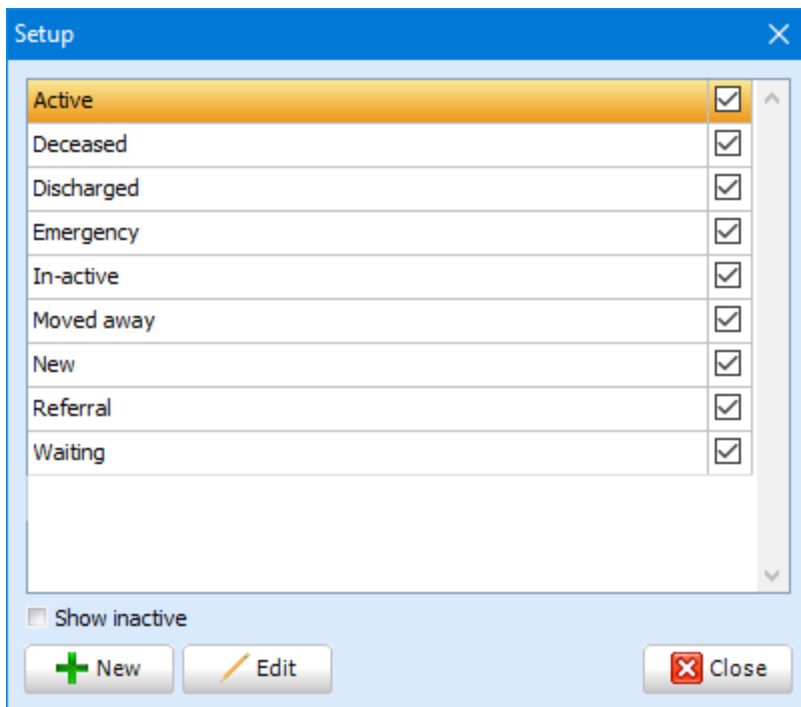 Setup
Active
Deceased
Discharged
Emergency
In-active
Moved away
New
Referral
Waiting
Show inactive
New Edit Close